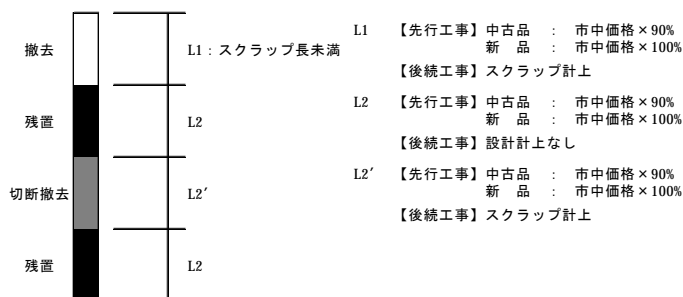 撤去
L1：スクラップ長未満
残置
L2
切断撤去
L2′
残置
L2
L1 【先行工事】中古品 ： 市中価格×90%
新 品 ： 市中価格×100%
【後続工事】スクラップ計上
L2 【先行工事】中古品 ： 市中価格×90%
新 品 ： 市中価格×100%
【後続工事】設計計上なし
L2′ 【先行工事】中古品 ： 市中価格×90%
新 品 ： 市中価格×100%
【後続工事】スクラップ計上